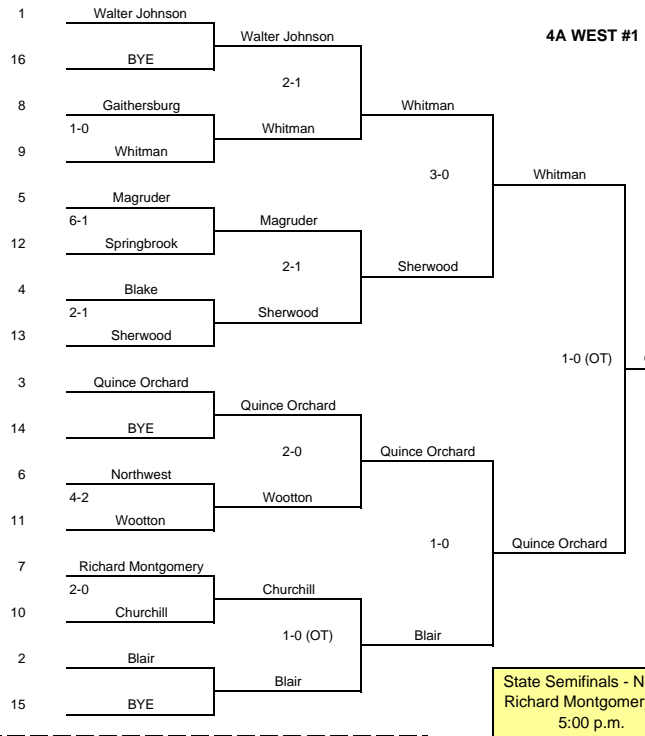 1 Walter Johnson
Walter Johnson
4A WEST #1
16 BYE
2-1
8 Gaithersburg
Whitman
1-0
Whitman
9 Whitman
3-0
Whitman
5 Magruder
6-1
Magruder
12 Springbrook
2-1
Sherwood
4 Blake
2-1
Sherwood
13 Sherwood
1-0 (OT)
3 Quince Orchard
Quince Orchard
14 BYE
2-0
Quince Orchard
6 Northwest
4-2
Wootton
11 Wootton
1-0
Quince Orchard
7 Richard Montgomery
2-0
Churchill
10 Churchill
1-0 (OT)
Blair
2 Blair
Blair
15 BYE
State Semifinals - N
Richard Montgomer
5:00 p.m.